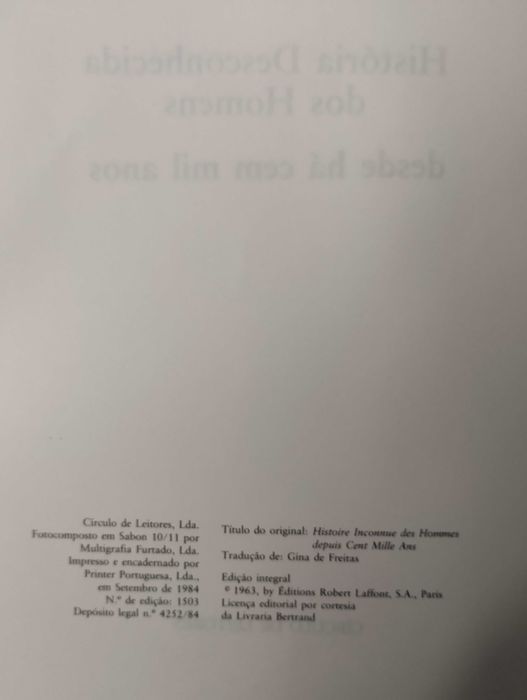 História Desconhecida
dos Homens
desde há cem mil anos
Círculo de Leitores, Lda.
Fotocomposto em Sabon 10/11 por
Multigrafia Furtado, Lda.
Impresso e encadernado por
Printer Portuguesa, Lda.,
em Setembro de 1984
N.º de edição: 1503
Depósito legal n.º 4252/84
Título do original: Histoire Inconnue des Hommes
depuis Cent Mille Ans
Tradução de: Gina de Freitas
Edição integral
© 1963, by Éditions Robert Laffont, S.A., Paris
Licença editorial por cortesia
da Livraria Bertrand